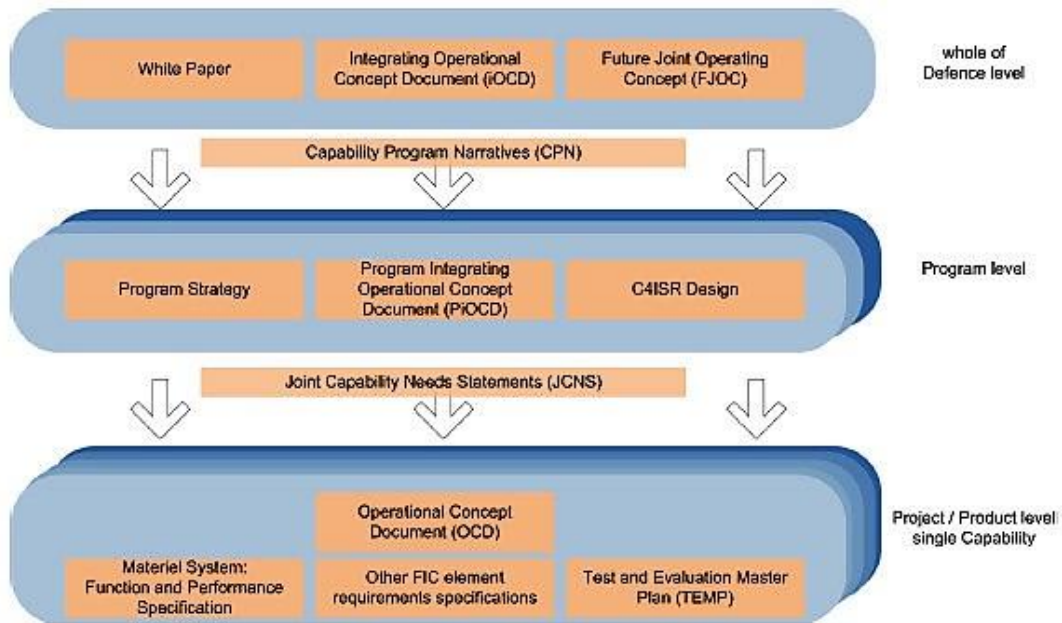 White Paper
Integrating Operational
Concept Document (iOCD)
Future Joint Operating
Concept (FJOC)
whole of
Defence level
Capability Program Narratives (CPN)
Program Strategy
Program Integrating
Operational Concept
Document (PiOCD)
C4ISR Design
Program level
Joint Capability Needs Statements (JCNS)
Operational Concept
Document (OCD)
Project / Product level
single Capability
Materiel System:
Function and Performance
Specification
Other FIC element
requirements specifications
Test and Evaluation Master
Plan (TEMP)